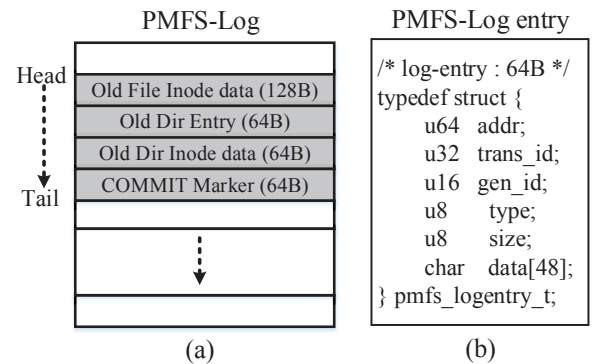 PMFS-Log
Head
Old File Inode data (128B)
Old Dir Entry (64B)
Old Dir Inode data (64B)
COMMIT Marker (64B)
Tail
(a)
PMFS-Log entry
/* log-entry : 64B */
typedef struct {
u64 addr;
u32 trans_id;
u16 gen_id;
u8 type;
u8 size;
char data[48];
} pmfs_logentry_t;
(b)